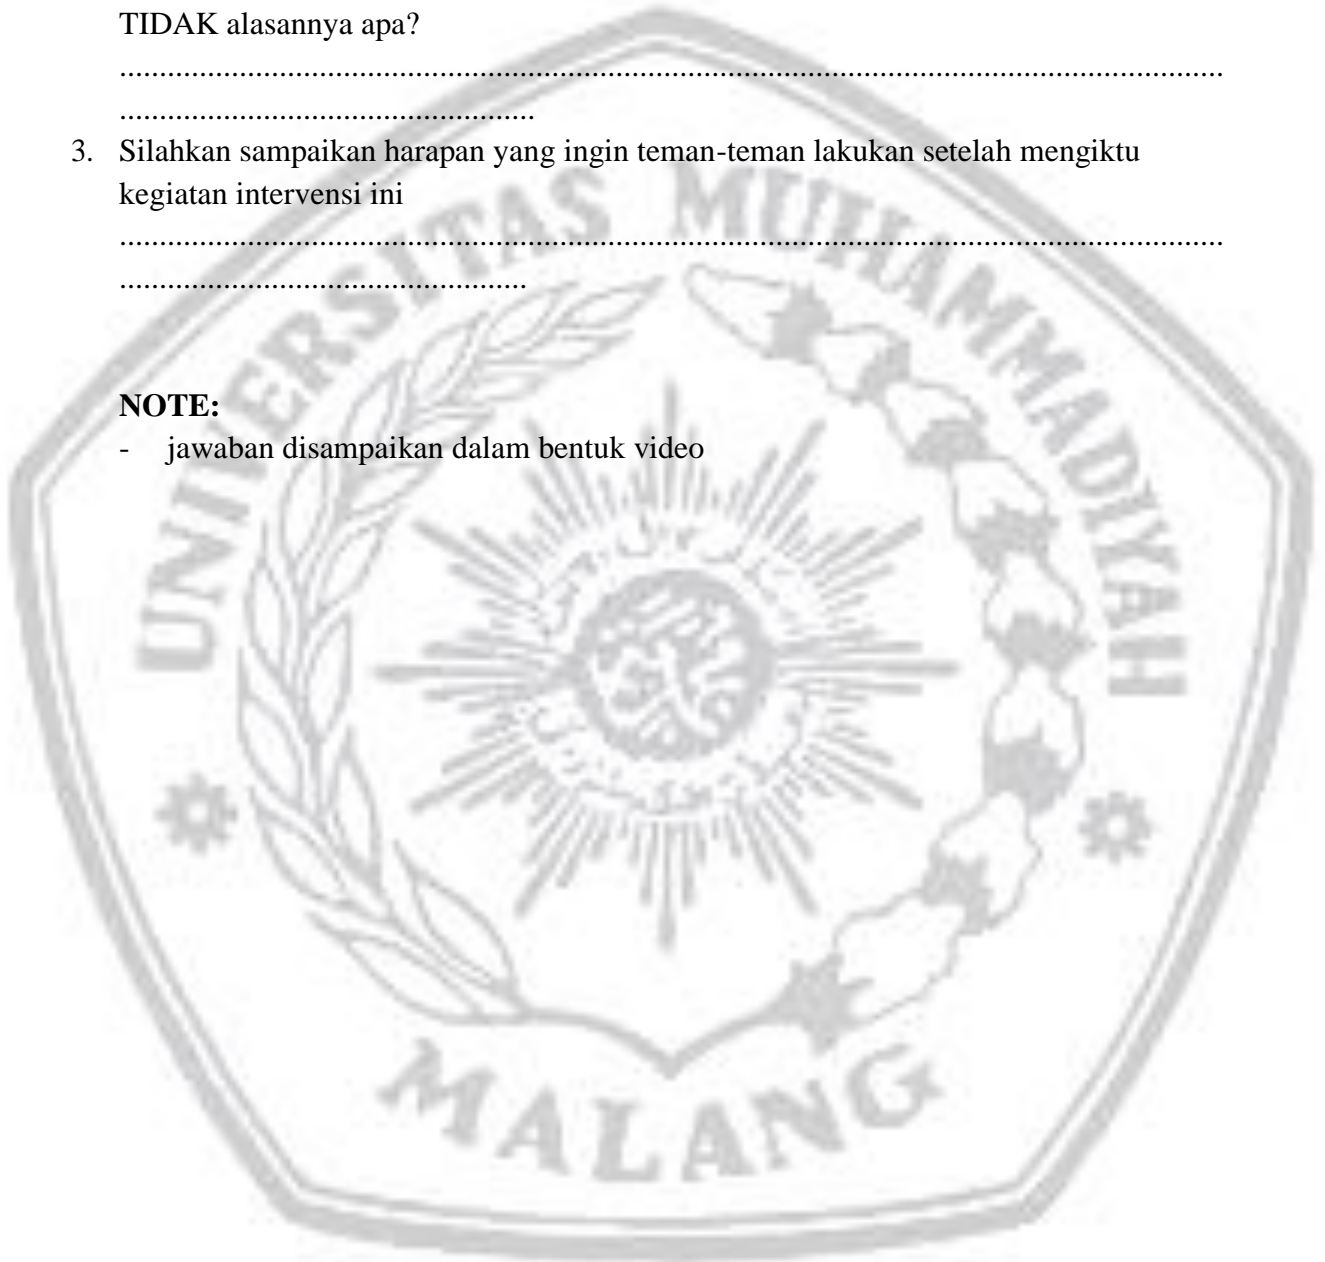 TIDAK alasannya apa?
..........................................................................................................................................
....................................................
3. Silahkan sampaikan harapan yang ingin teman-teman lakukan setelah mengiktu
kegiatan intervensi ini
..........................................................................................................................................
...................................................
NOTE:
- jawaban disampaikan dalam bentuk video
UNIVERSITAS MUHAMMADIYAH
MALANG